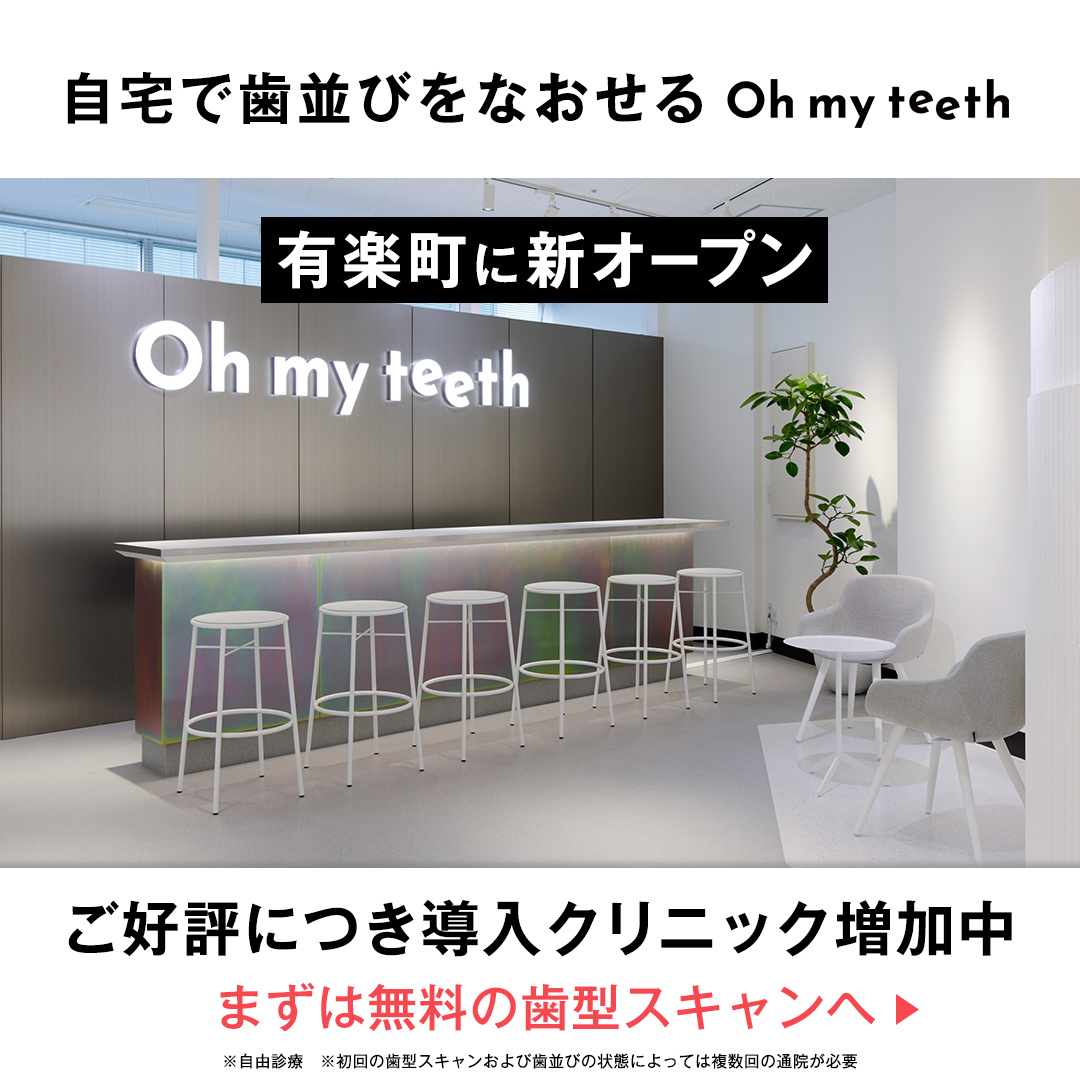 自宅で歯並びをなおせる Oh my teeth
有楽町に新オープン
Oh my teeth
ご好評につき導入クリニック増加中
まずは無料の歯型スキャンへ ▶
※自由診療　※初回の歯型スキャンおよび歯並びの状態によっては複数回の通院が必要